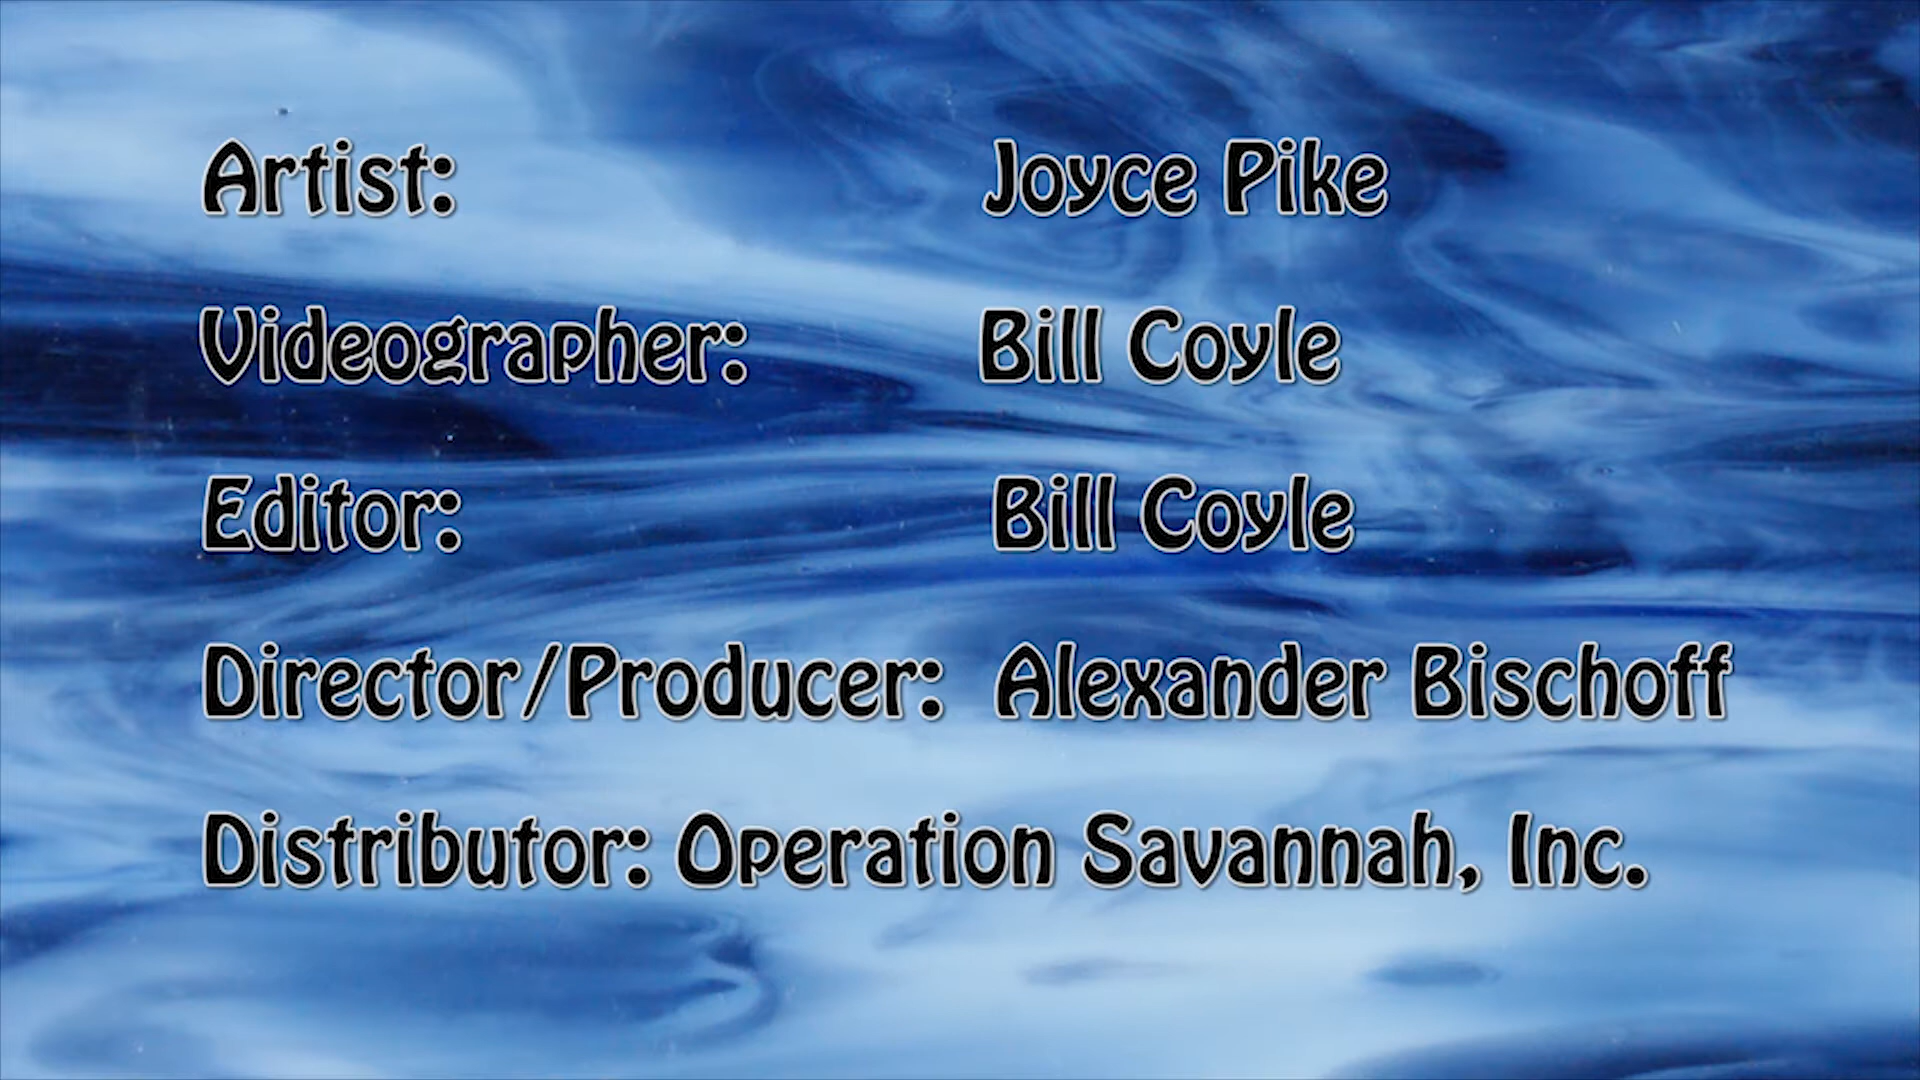 Artist: Joyce Pike
Videographer: Bill Coyle
Editor: Bill Coyle
Director/Producer: Alexander Bischoff
Distributor: Operation Savannah, Inc.